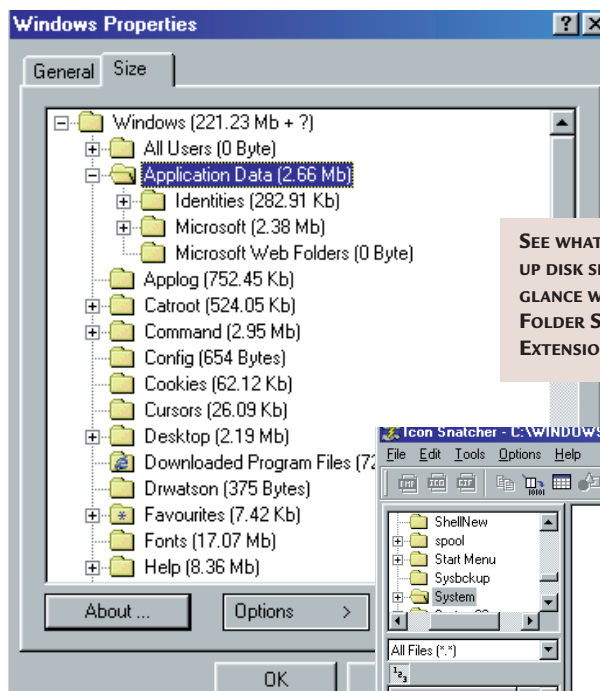 Windows Properties
General Size
Windows (221.23 Mb + ?)
All Users (0 Byte)
Application Data (2.66 Mb)
Identities (282.91 Kb)
Microsoft (2.38 Mb)
Microsoft Web Folders (0 Byte)
Applog (752.45 Kb)
Catroot (524.05 Kb)
Command (2.95 Mb)
Config (654 Bytes)
Cookies (62.12 Kb)
Cursors (26.09 Kb)
Desktop (2.19 Mb)
Downloaded Program Files (72
Drwatson (375 Bytes)
Favourites (7.42 Kb)
Fonts (17.07 Mb)
Help (8.36 Mb)
About ... Options >
OK
SEE WHAT
UP DISK
GLANCE
FOLDER S
EXTENSIO
Icon Snatcher - C:\WINDOWS
File Edit Tools Options Help
ShellNew
spool
Start Menu
Sysbckup
System
All Files (*.*)